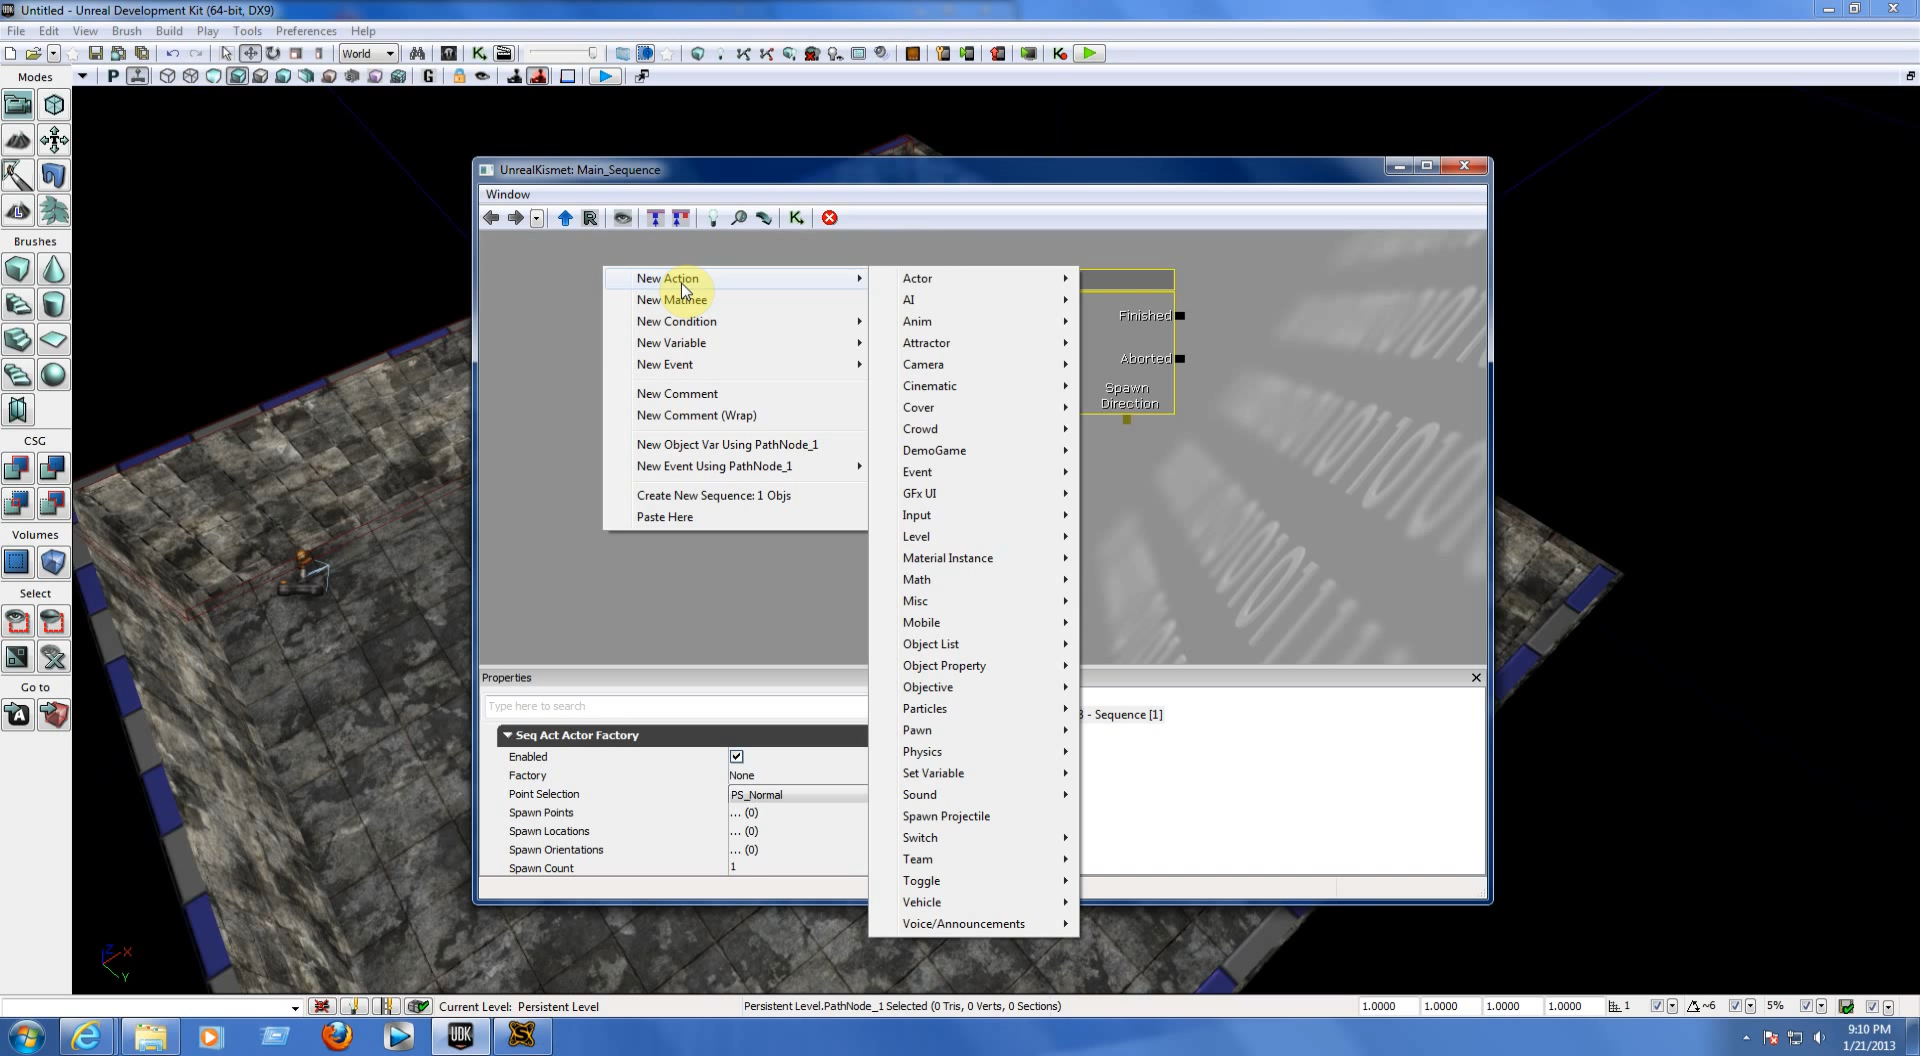 Untitled - Unreal Development Kit (64-bit, DX9)
File Edit View Brush Build Play Tools Preferences Help
World
Modes
P
G
Brushes
CSG
Volumes
Select
Go to
UnrealKismet: Main_Sequence
Window
New Action
New Matinee
New Condition
New Variable
New Event
New Comment
New Comment (Wrap)
New Object Var Using PathNode_1
New Event Using PathNode_1
Create New Sequence: 1 Objs
Paste Here
Actor
AI
Anim
Attractor
Camera
Cinematic
Cover
Crowd
DemoGame
Event
GFx UI
Input
Level
Material Instance
Math
Misc
Mobile
Object List
Object Property
Objective
Particles
Pawn
Physics
Set Variable
Sound
Spawn Projectile
Switch
Team
Toggle
Vehicle
Voice/Announcements
Finished
Aborted
Spawn
Direction
Properties
Type here to search
Seq Act Actor Factory
Enabled
Factory None
Point Selection PS_Normal
Spawn Points ... (0)
Spawn Locations ... (0)
Spawn Orientations ... (0)
Spawn Count 1
- Sequence [1]
Z X
Y
Current Level: Persistent Level
Persistent Level.PathNode_1 Selected (0 Tris, 0 Verts, 0 Sections)
1.0000 1.0000 1.0000 1.0000 1 ~6 5%
UDK
9:10 PM
1/21/2013